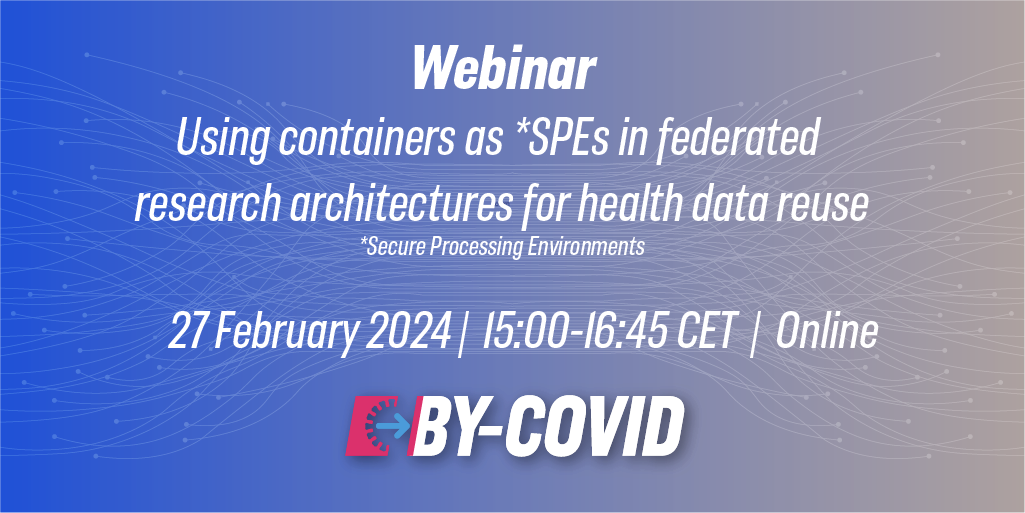 Webinar
Using containers as *SPEs in federated
research architectures for health data reuse
*Secure Processing Environments
27 February 2024 | 15:00-16:45 CET | Online
BY-COVID